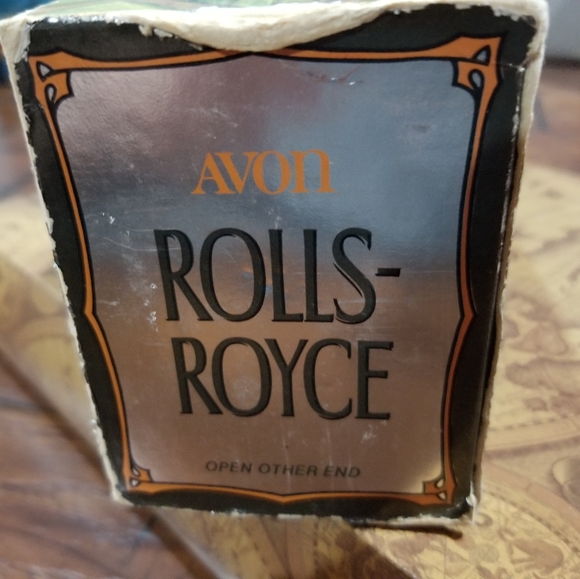 AVON
ROLLS-
ROYCE
OPEN OTHER END